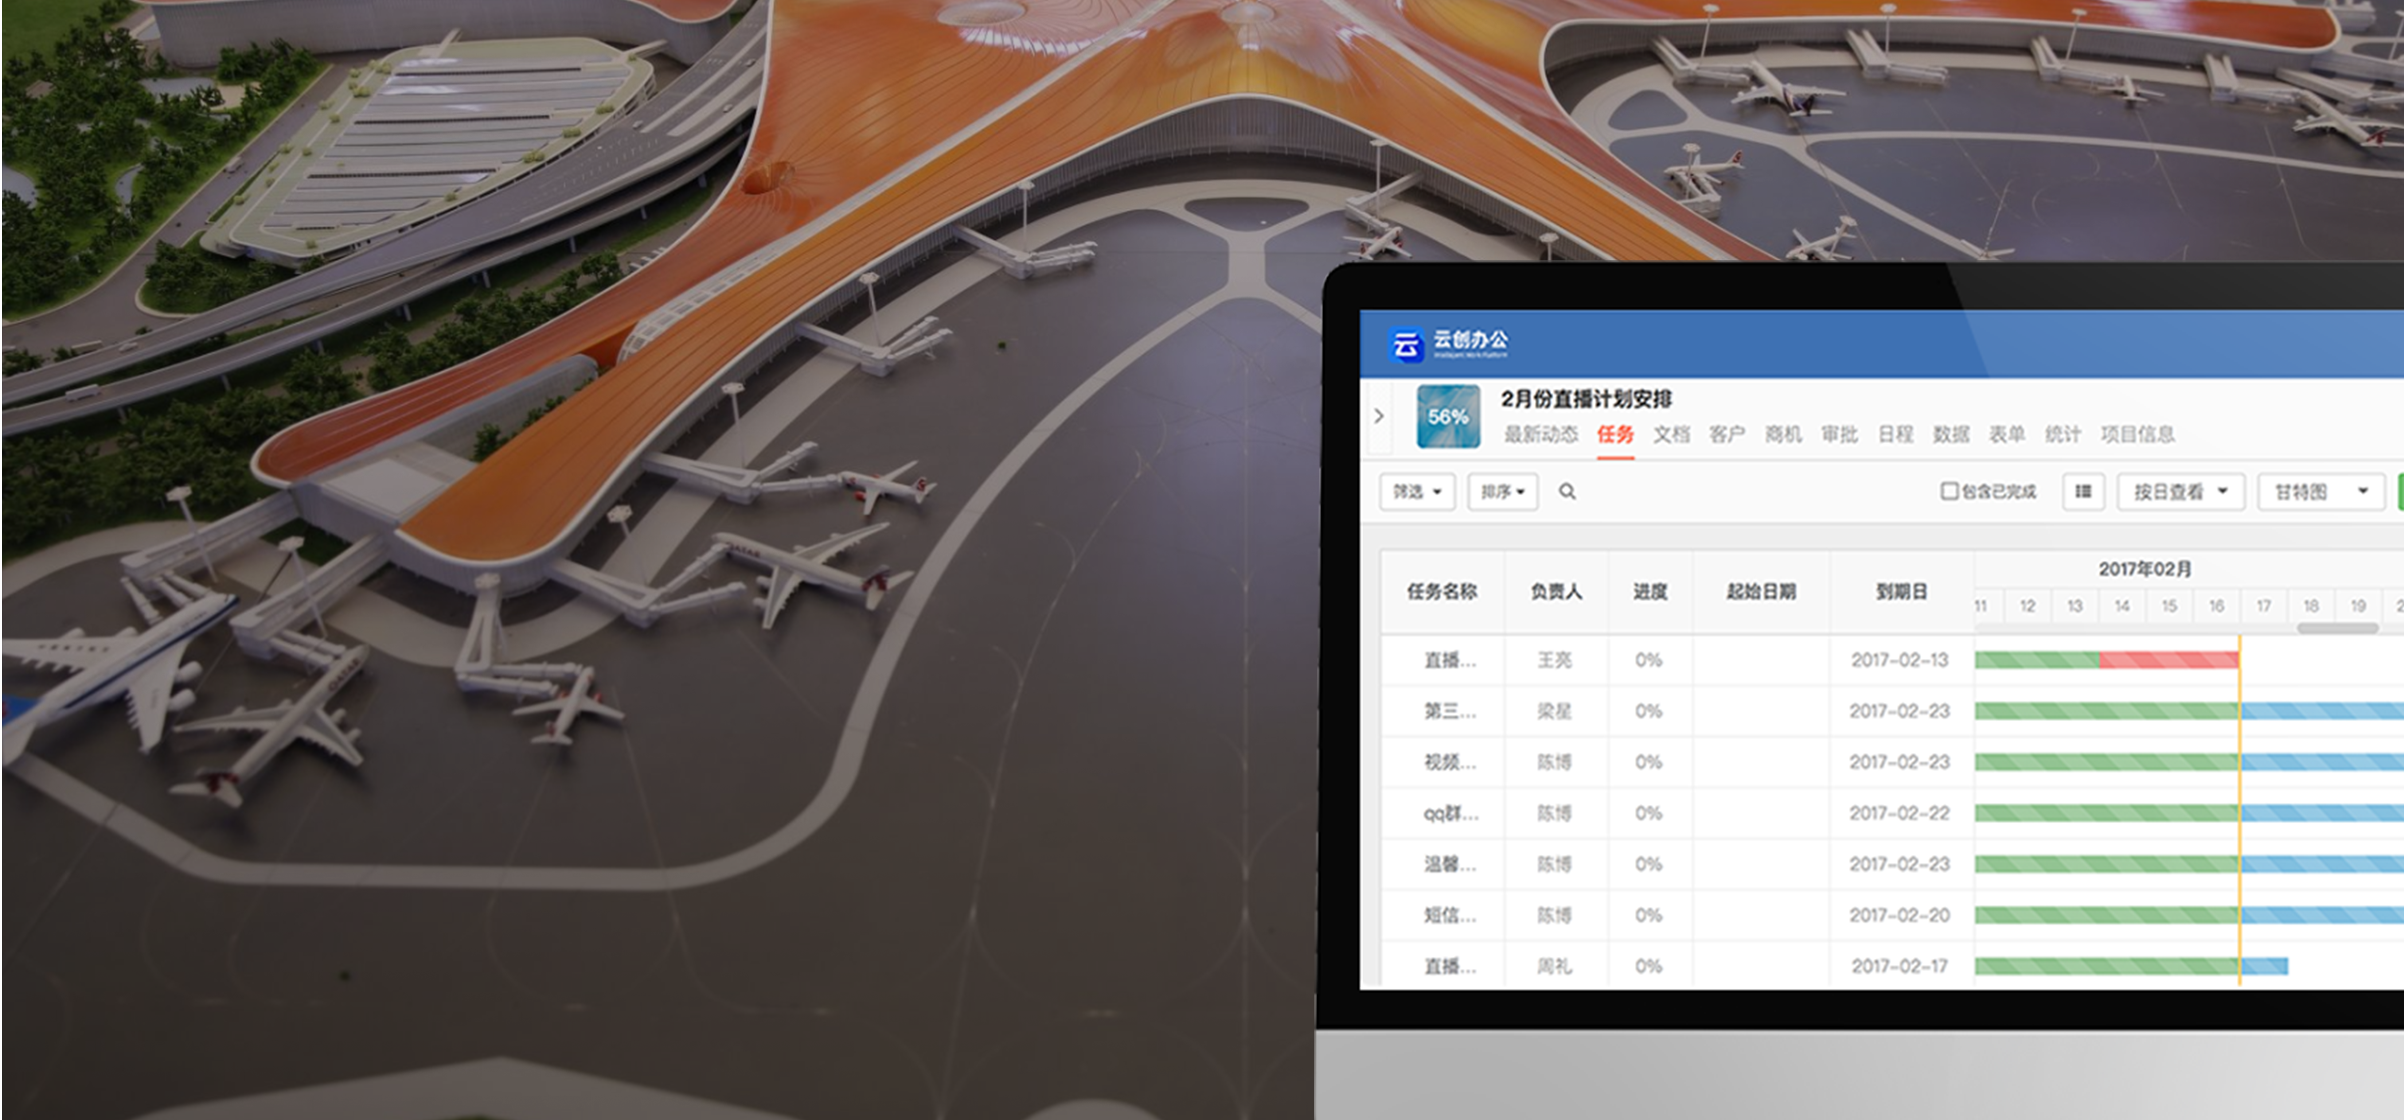 云创办公
Intelligent Work Platform
56%
2月份直播计划安排
最新动态 任务 文档 客户 商机 审批 日程 数据 表单 统计 项目信息
筛选 排序 包含已完成 按日查看 甘特图
2017年02月
任务名称 负责人 进度 起始日期 到期日
11 12 13 14 15 16 17 18 19 2
直播... 王亮 0% 2017-02-13
第三... 梁星 0% 2017-02-23
视频... 陈博 0% 2017-02-23
qq群... 陈博 0% 2017-02-22
温馨... 陈博 0% 2017-02-23
短信... 陈博 0% 2017-02-20
直播... 周礼 0% 2017-02-17
QATAR
QATAR